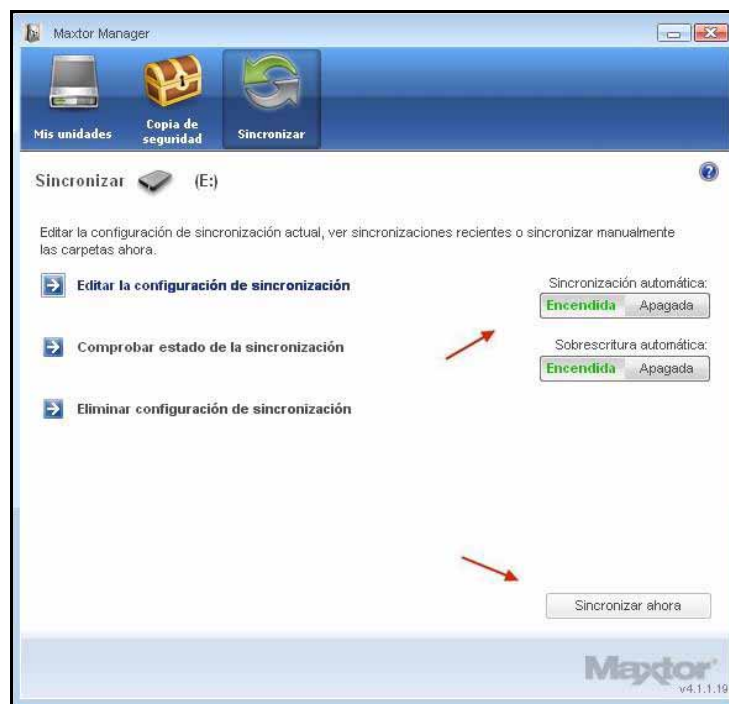 Maxtor Manager
Mis unidades
Copia de
seguridad
Sincronizar
Sincronizar (E:)
Editar la configuración de sincronización actual, ver sincronizaciones recientes o sincronizar manualmente
las carpetas ahora.
Editar la configuración de sincronización
Sincronización automática:
Encendida Apagada
Comprobar estado de la sincronización
Sobrescritura automática:
Encendida Apagada
Eliminar configuración de sincronización
Sincronizar ahora
Maxtor
v4.1.1.19